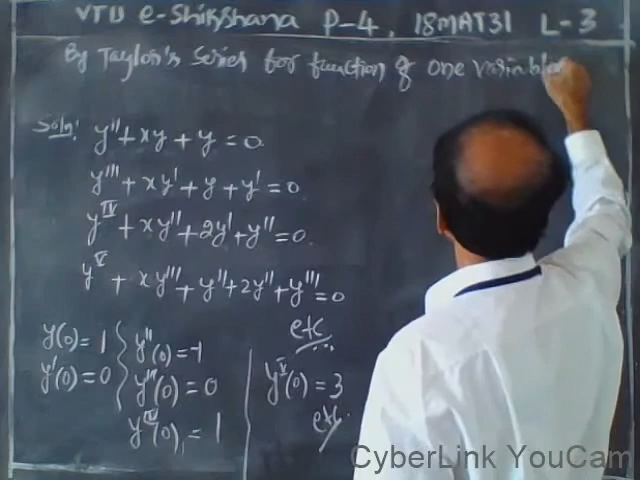 VTU e-Shikshana P-4, 18MAT31 L-3
By Taylor's Series for function of one variable
Soln: y'' + xy + y = 0.
y''' + xy' + y + y' = 0.
y^IV + xy'' + 2y' + y'' = 0.
y^V + xy''' + y'' + 2y'' + y''' = 0
etc
y(0) = 1
y'(0) = 0
y''(0) = -1
y'''(0) = 0
y^IV(0) = 1
y^V(0) = 3
etc.
CyberLink YouCam